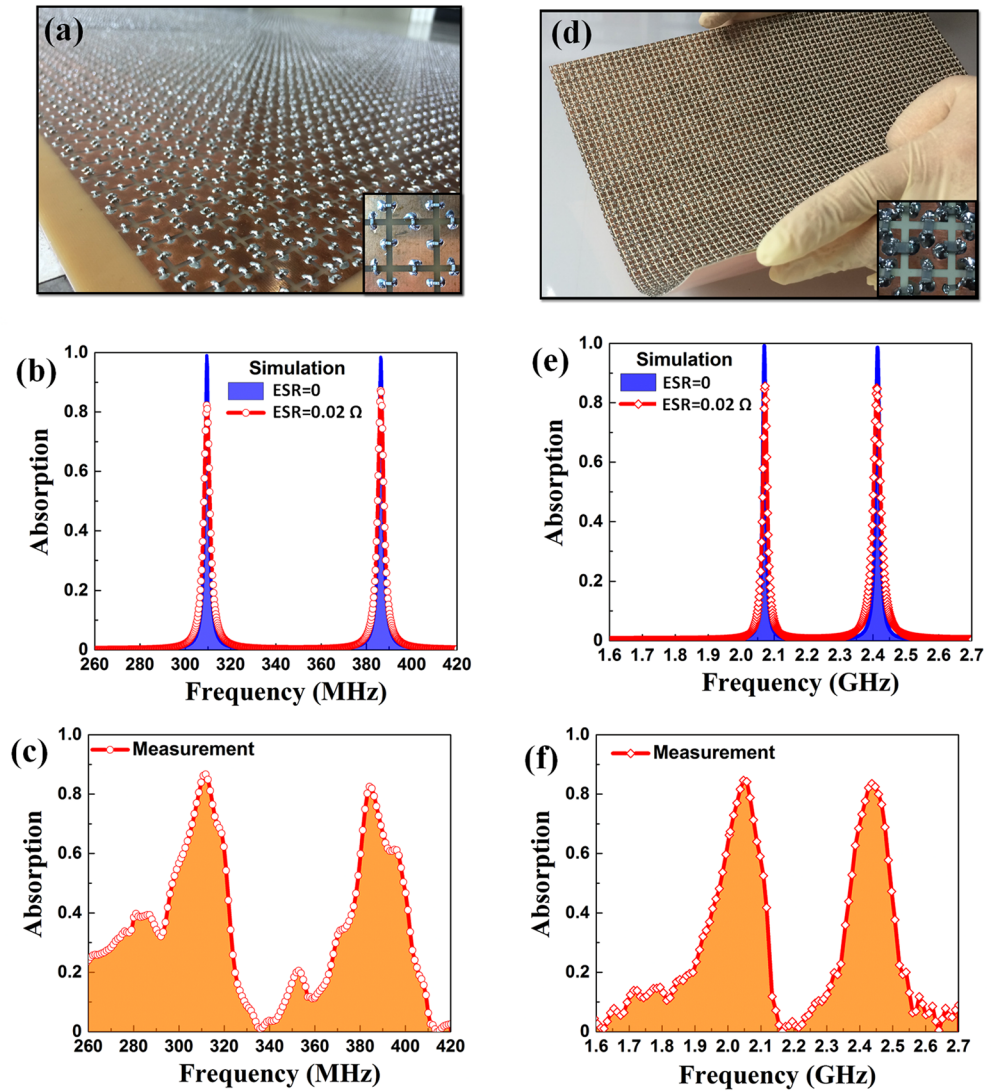 (a)
(d)
(b)
Simulation
ESR=0
ESR=0.02 Ω
Absorption
1.0
0.8
0.6
0.4
0.2
0
260 280 300 320 340 360 380 400 420
Frequency (MHz)
(e)
Simulation
ESR=0
ESR=0.02 Ω
Absorption
1.0
0.8
0.6
0.4
0.2
0
1.6 1.7 1.8 1.9 2.0 2.1 2.2 2.3 2.4 2.5 2.6 2.7
Frequency (GHz)
(c)
Measurement
Absorption
1.0
0.8
0.6
0.4
0.2
0
260 280 300 320 340 360 380 400 420
Frequency (MHz)
(f)
Measurement
Absorption
1.0
0.8
0.6
0.4
0.2
0
1.6 1.7 1.8 1.9 2.0 2.1 2.2 2.3 2.4 2.5 2.6 2.7
Frequency (GHz)